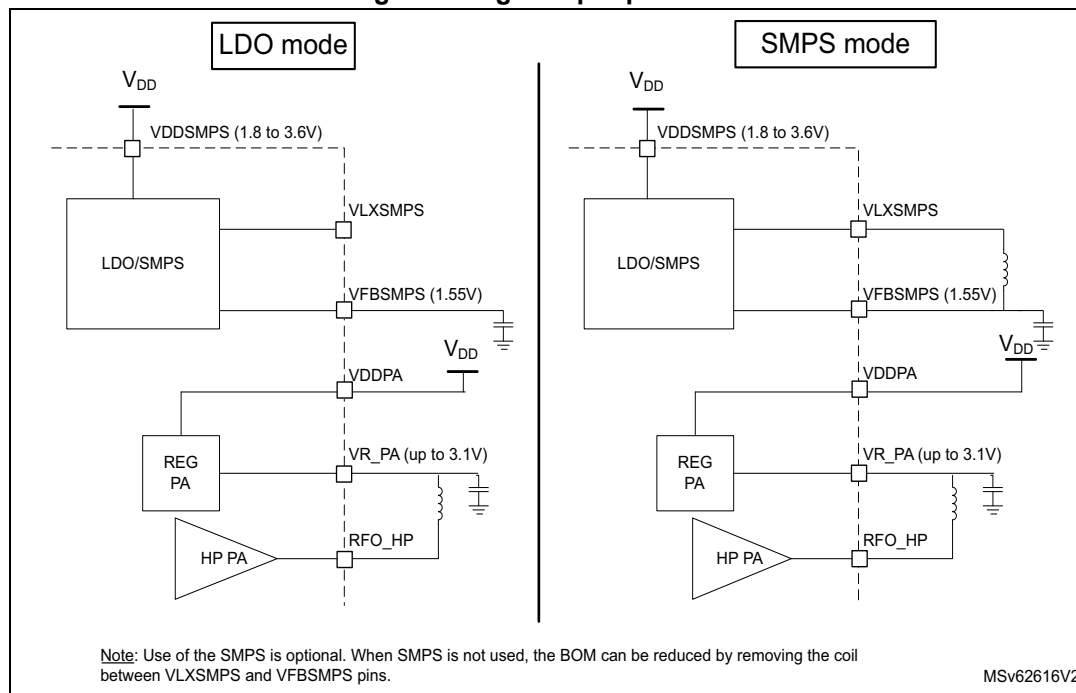 LDO mode
SMPS mode
VDD
VDD
VDDSMPS (1.8 to 3.6V)
VDDSMPS (1.8 to 3.6V)
VLXSMPS
VLXSMPS
LDO/SMPS
LDO/SMPS
VFBSMPS (1.55V)
VFBSMPS (1.55V)
VDD
VDD
VDDPA
VDDPA
REG
PA
VR_PA (up to 3.1V)
REG
PA
VR_PA (up to 3.1V)
RFO_HP
RFO_HP
HP PA
HP PA
Note: Use of the SMPS is optional. When SMPS is not used, the BOM can be reduced by removing the coil
between VLXSMPS and VFBSMPS pins.
MSv62616V2